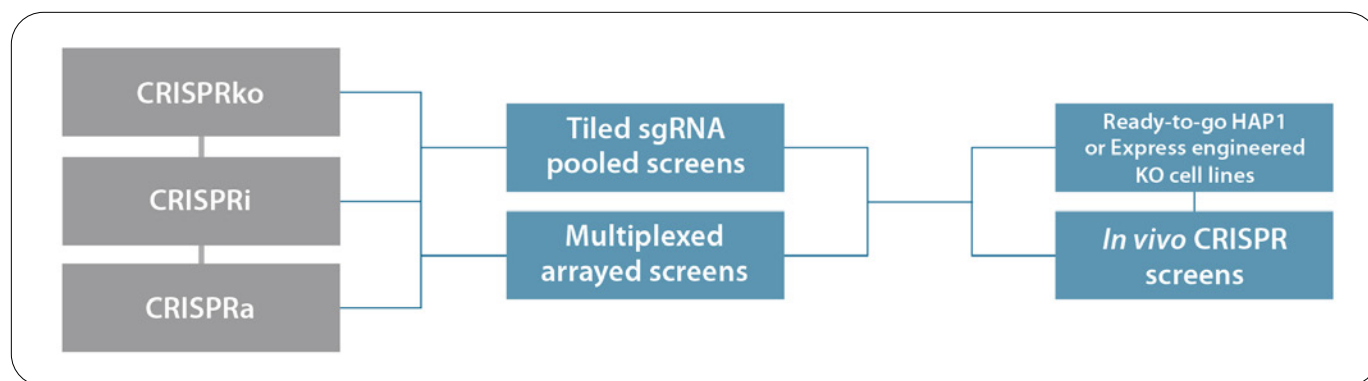 CRISPRko
CRISPRi
CRISPRa
Tiled sgRNA
pooled screens
Multiplexed
arrayed screens
Ready-to-go HAP1
or Express engineered
KO cell lines
In vivo CRISPR
screens